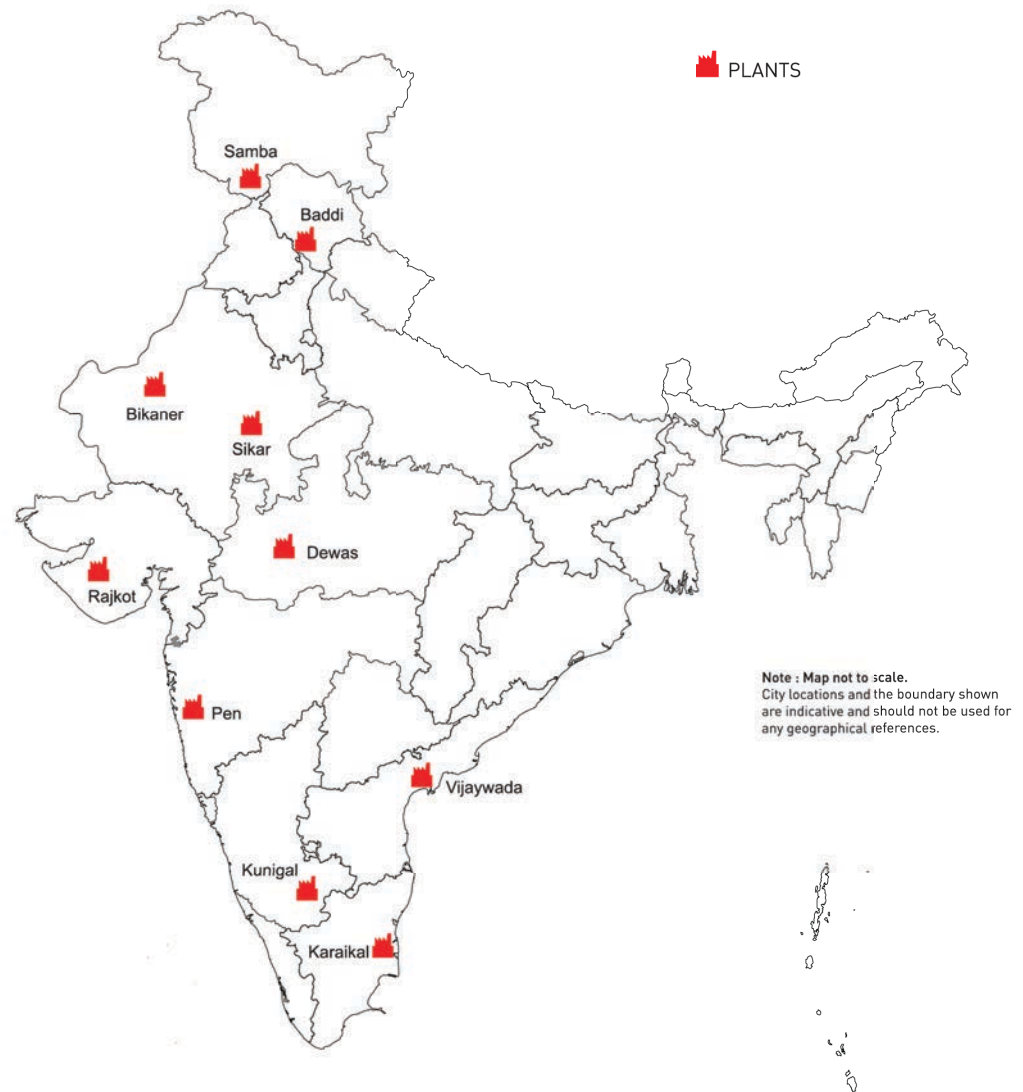 PLANTS
Samba
Baddi
Bikaner
Sikar
Dewas
Rajkot
Note : Map not to scale.
City locations and the boundary shown
are indicative and should not be used for
any geographical references.
Pen
Vijaywada
Kunigal
Karaikal